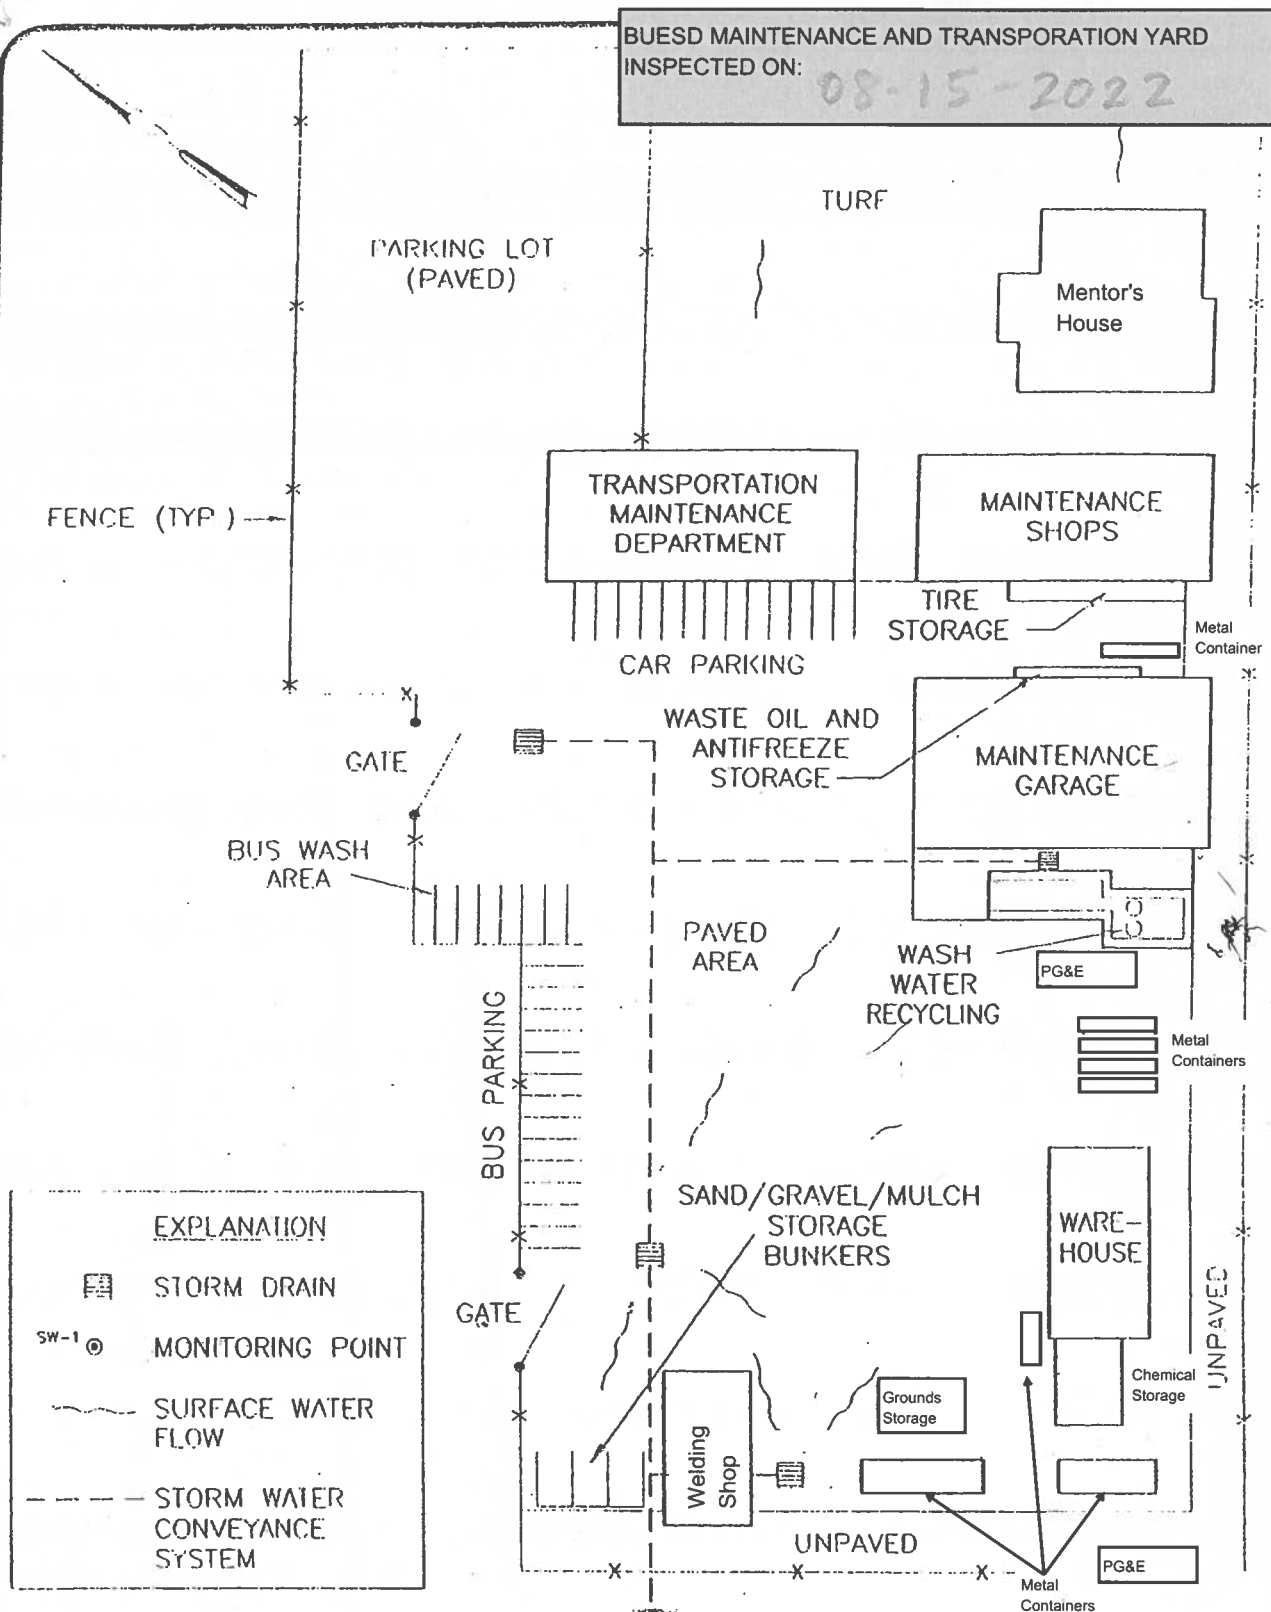 BUESD MAINTENANCE AND TRANSPORATION YARD
INSPECTED ON:
08-15-2022
TURF
PARKING LOT
(PAVED)
Mentor's
House
FENCE (TYP.)
TRANSPORTATION
MAINTENANCE
DEPARTMENT
MAINTENANCE
SHOPS
TIRE
STORAGE
Metal
Container
CAR PARKING
WASTE OIL AND
ANTIFREEZE
STORAGE
MAINTENANCE
GARAGE
GATE
BUS WASH
AREA
PAVED
AREA
WASH
WATER
RECYCLING
PG&E
Metal
Containers
BUS PARKING
SAND/GRAVEL/MULCH
STORAGE
BUNKERS
WARE-
HOUSE
UNPAVED
GATE
Chemical
Storage
Grounds
Storage
Welding
Shop
UNPAVED
PG&E
Metal
Containers
EXPLANATION
STORM DRAIN
SW-1
MONITORING POINT
SURFACE WATER
FLOW
STORM WATER
CONVEYANCE
SYSTEM